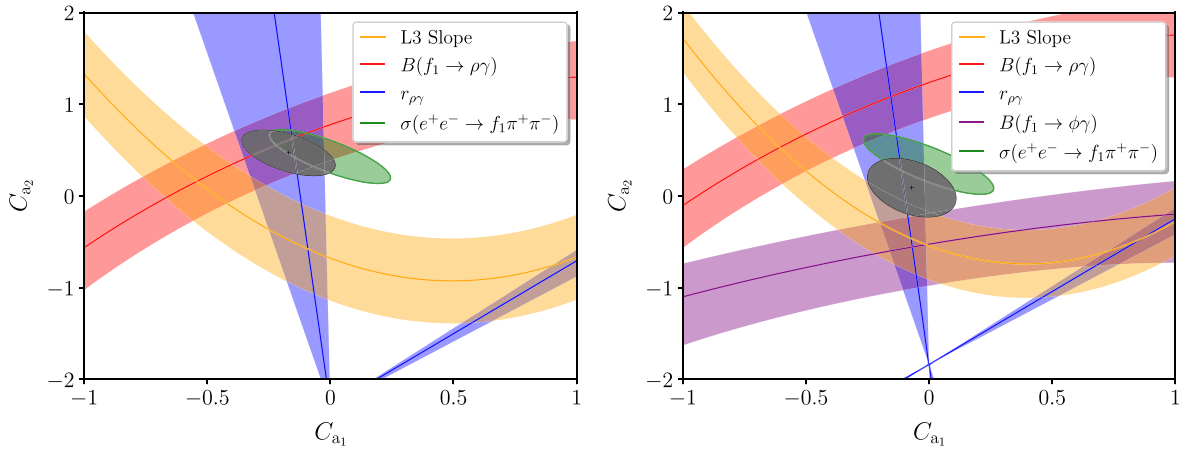 2
1
0
−1
−2
−1
−0.5
0
0.5
1
C_{a_2}
C_{a_1}
L3 Slope
B(f_1 → ργ)
r_{ργ}
σ(e^+e^- → f_1π^+π^-)
2
1
0
−1
−2
−1
−0.5
0
0.5
1
C_{a_2}
C_{a_1}
L3 Slope
B(f_1 → ργ)
r_{ργ}
B(f_1 → φγ)
σ(e^+e^- → f_1π^+π^-)